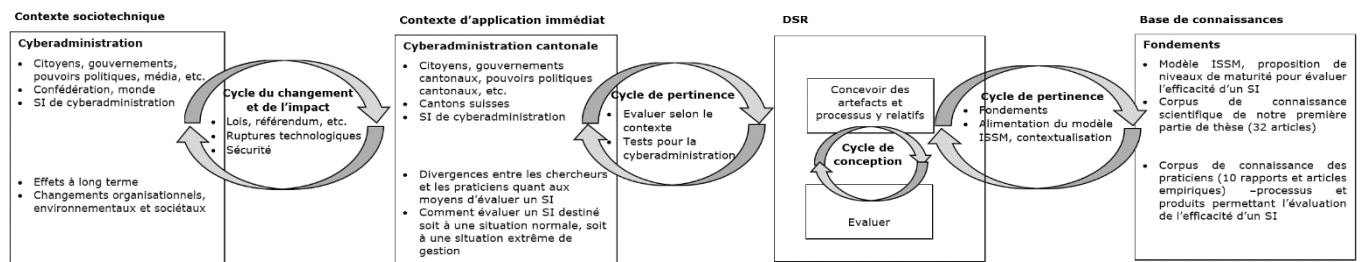 Contexte sociotechnique
Cyberadministration
• Citoyens, gouvernements,
pouvoirs politiques, média, etc.
• Confédération, monde
• SI de cyberadministration
• Effets à long terme
• Changements organisationnels,
environnementaux et sociétaux
Cycle du changement
et de l'impact
• Lois, référendum, etc.
• Ruptures technologiques
• Sécurité
Contexte d'application immédiat
Cyberadministration cantonale
• Citoyens, gouvernements
cantonaux, pouvoirs politiques
cantonaux, etc.
• Cantons suisses
• SI de cyberadministration
• Divergences entre les chercheurs
et les praticiens quant aux
moyens d'évaluer un SI
• Comment évaluer un SI destiné
soit à une situation normale, soit
à une situation extrême de
gestion
Cycle de pertinence
• Evaluer selon le
contexte
• Tests pour la
cyberadministration
DSR
Concevoir des
artefacts et
processus y relatifs
Cycle de
conception
Evaluer
Cycle de pertinence
• Fondements
• Alimentation du modèle
ISSM, contextualisation
Base de connaissances
Fondements
• Modèle ISSM, proposition de
niveaux de maturité pour évaluer
l'efficacité d'un SI
• Corpus de connaissance
scientifique de notre première
partie de thèse (32 articles)
• Corpus de connaissance des
praticiens (10 rapports et articles
empiriques) –processus et
produits permettant l'évaluation
de l'efficacité d'un SI